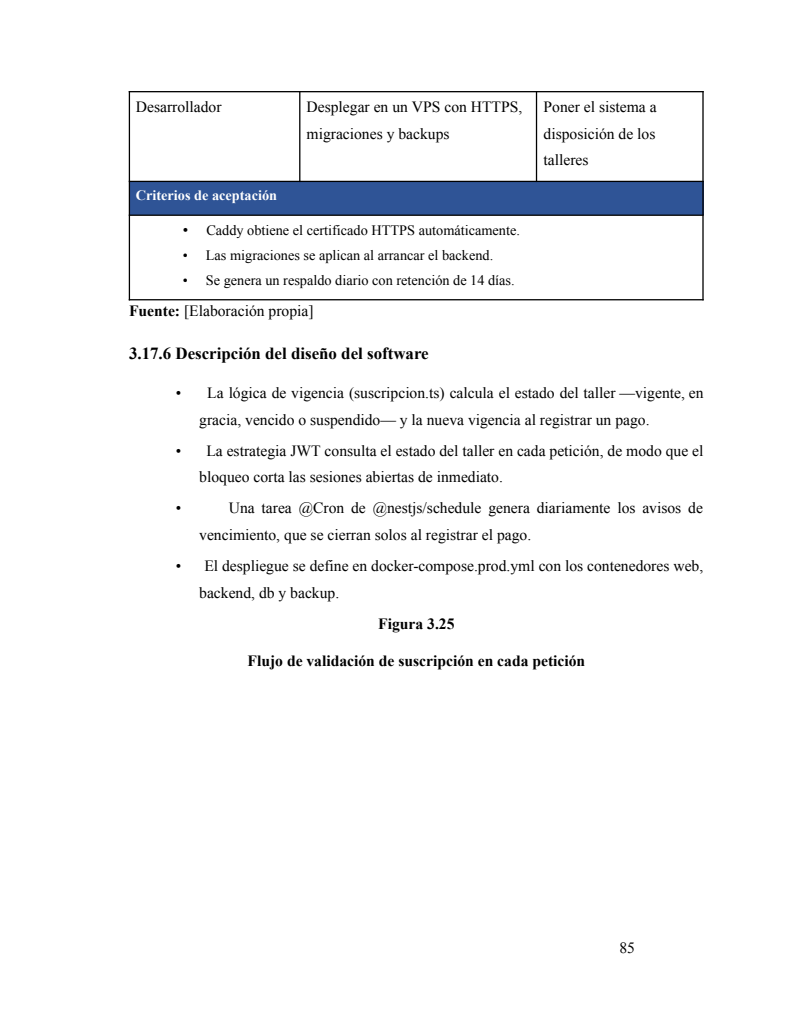 Desarrollador
Desplegar en un VPS con HTTPS,
migraciones y backups
Poner el sistema a
disposición de los
talleres
Criterios de aceptación
• Caddy obtiene el certificado HTTPS automáticamente.
• Las migraciones se aplican al arrancar el backend.
• Se genera un respaldo diario con retención de 14 días.
Fuente: [Elaboración propia]
3.17.6 Descripción del diseño del software
• La lógica de vigencia (suscripcion.ts) calcula el estado del taller —vigente, en
gracia, vencido o suspendido— y la nueva vigencia al registrar un pago.
• La estrategia JWT consulta el estado del taller en cada petición, de modo que el
bloqueo corta las sesiones abiertas de inmediato.
• Una tarea @Cron de @nestjs/schedule genera diariamente los avisos de
vencimiento, que se cierran solos al registrar el pago.
• El despliegue se define en docker-compose.prod.yml con los contenedores web,
backend, db y backup.
Figura 3.25
Flujo de validación de suscripción en cada petición
85